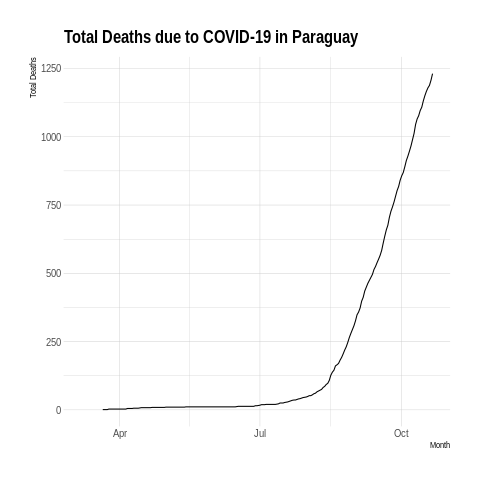 Total Deaths due to COVID-19 in Paraguay
Total Deaths
1250
1000
750
500
250
0
Apr
Jul
Oct
Month